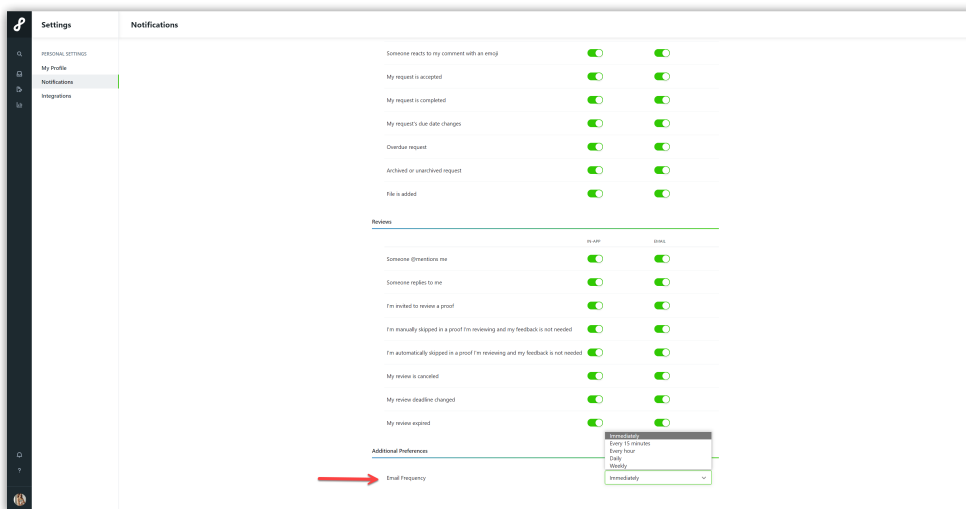 Settings
Notifications
PERSONAL SETTINGS
My Profile
Notifications
Integrations
Someone reacts to my comment with an emoji
My request is accepted
My request is completed
My request's due date changes
Overdue request
Archived or unarchived request
File is added
Reviews
IN-APP EMAIL
Someone @mentions me
Someone replies to me
I'm invited to review a proof
I'm manually skipped in a proof I'm reviewing and my feedback is not needed
I'm automatically skipped in a proof I'm reviewing and my feedback is not needed
My review is canceled
My review deadline changed
My review expired
Additional Preferences
Immediately
Every 15 minutes
Every hour
Daily
Weekly
Email Frequency
Immediately
?